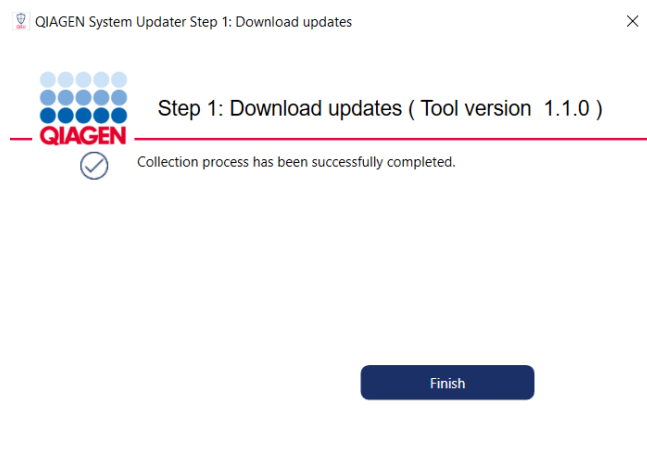 QIAGEN System Updater Step 1: Download updates
Step 1: Download updates ( Tool version 1.1.0 )
QIAGEN
Collection process has been successfully completed.
Finish